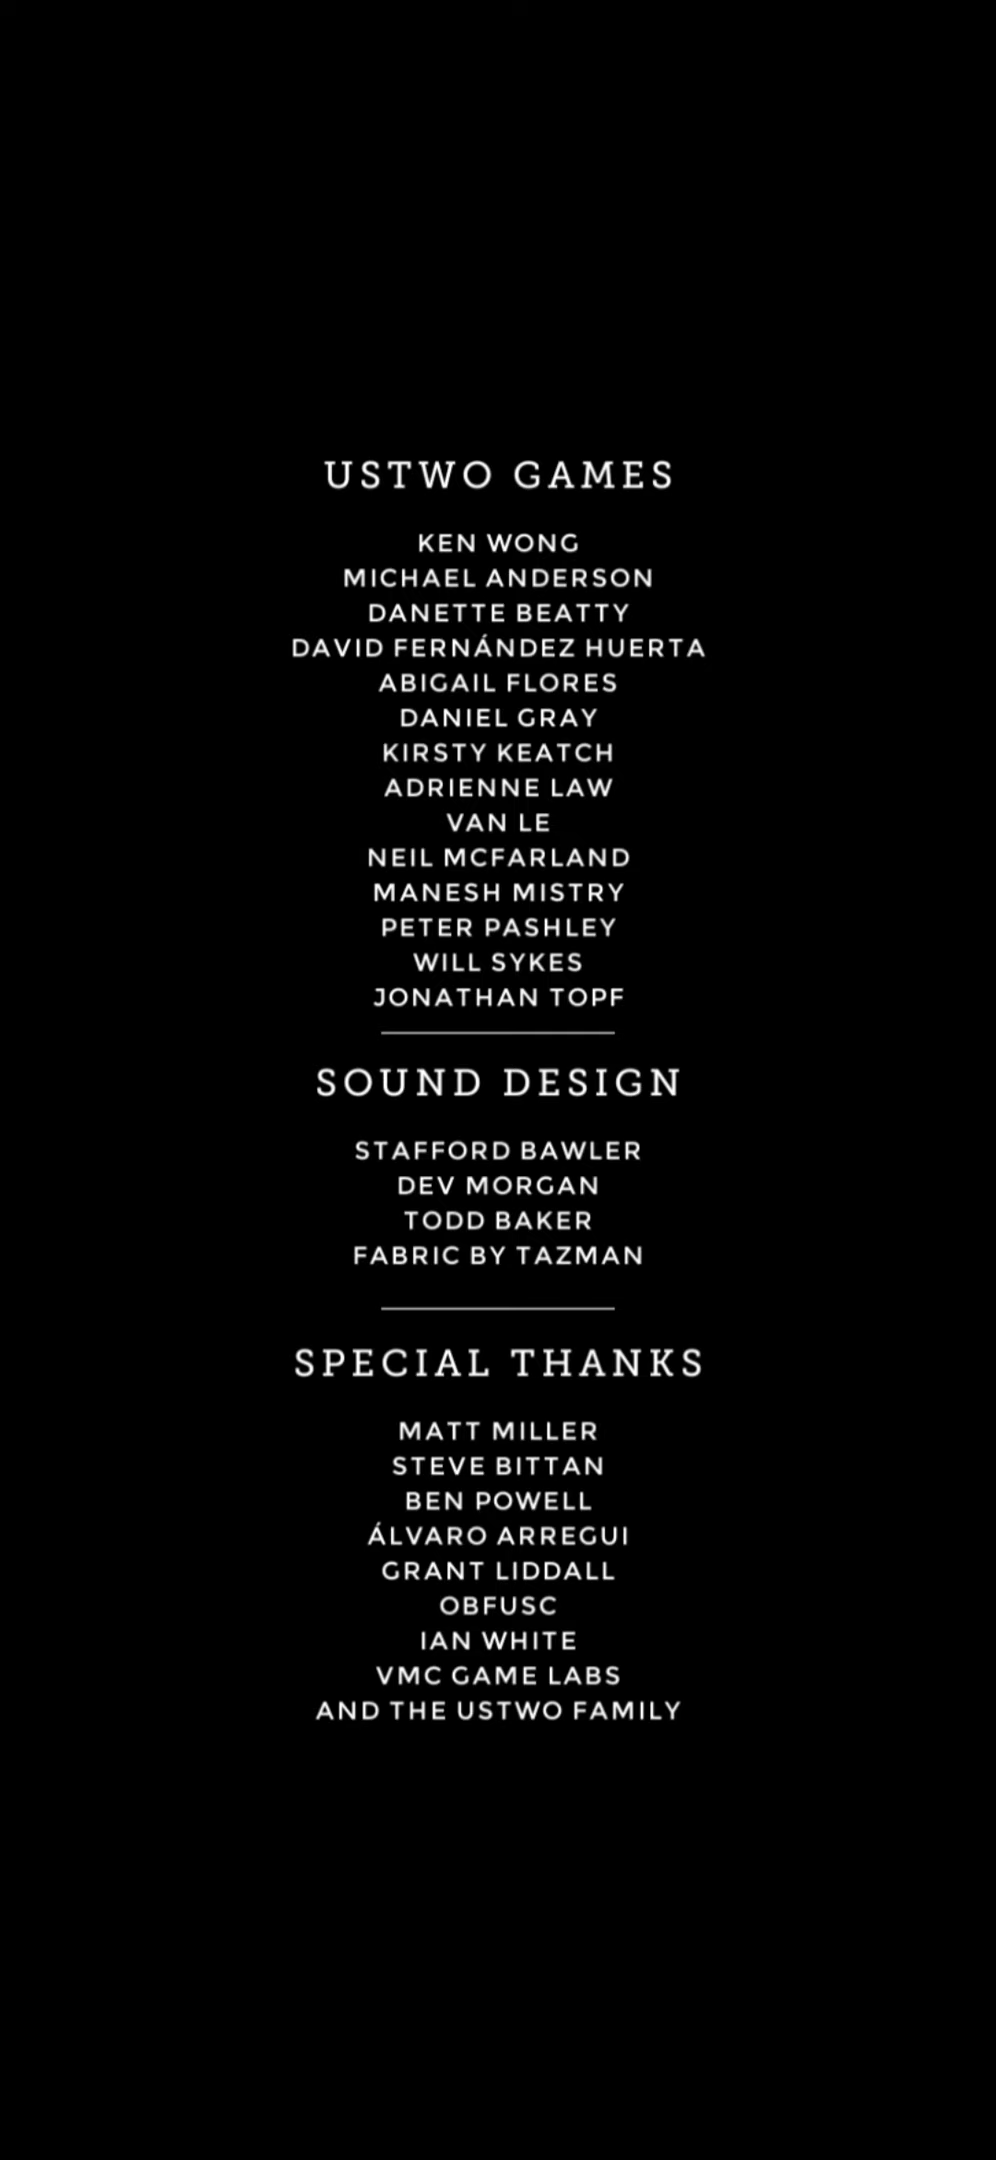 USTWO GAMES
KEN WONG
MICHAEL ANDERSON
DANETTE BEATTY
DAVID FERNÁNDEZ HUERTA
ABIGAIL FLORES
DANIEL GRAY
KIRSTY KEATCH
ADRIENNE LAW
VAN LE
NEIL MCFARLAND
MANESH MISTRY
PETER PASHLEY
WILL SYKES
JONATHAN TOPF
SOUND DESIGN
STAFFORD BAWLER
DEV MORGAN
TODD BAKER
FABRIC BY TAZMAN
SPECIAL THANKS
MATT MILLER
STEVE BITTAN
BEN POWELL
ÁLVARO ARREGUI
GRANT LIDDALL
OBFUSC
IAN WHITE
VMC GAME LABS
AND THE USTWO FAMILY